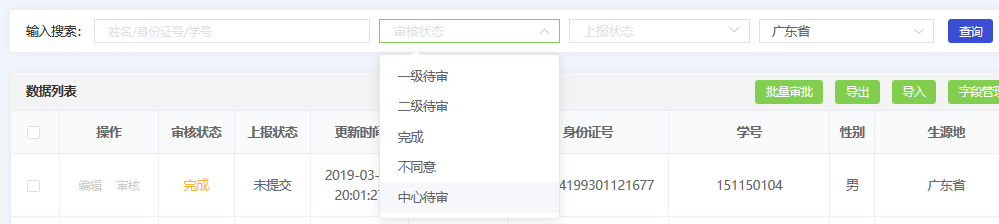 输入搜索: 姓名/身份证号/学号 审核状态 上报状态 广东省 查询
一级待审
二级待审
完成
不同意
中心待审
数据列表 批量审批 导出 导入 字段管理
操作 审核状态 上报状态 更新时间 身份证号 学号 性别 生源地
编辑 审核 完成 未提交 2019-03- 20:01:27 4199301121677 151150104 男 广东省